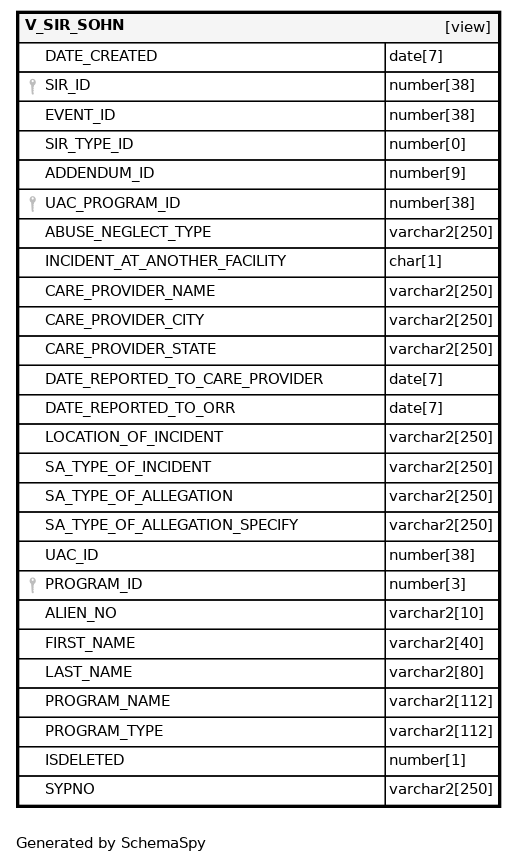 V_SIR_SOHN [view]
DATE_CREATED date[7]
SIR_ID number[38]
EVENT_ID number[38]
SIR_TYPE_ID number[0]
ADDENDUM_ID number[9]
UAC_PROGRAM_ID number[38]
ABUSE_NEGLECT_TYPE varchar2[250]
INCIDENT_AT_ANOTHER_FACILITY char[1]
CARE_PROVIDER_NAME varchar2[250]
CARE_PROVIDER_CITY varchar2[250]
CARE_PROVIDER_STATE varchar2[250]
DATE_REPORTED_TO_CARE_PROVIDER date[7]
DATE_REPORTED_TO_ORR date[7]
LOCATION_OF_INCIDENT varchar2[250]
SA_TYPE_OF_INCIDENT varchar2[250]
SA_TYPE_OF_ALLEGATION varchar2[250]
SA_TYPE_OF_ALLEGATION_SPECIFY varchar2[250]
UAC_ID number[38]
PROGRAM_ID number[3]
ALIEN_NO varchar2[10]
FIRST_NAME varchar2[40]
LAST_NAME varchar2[80]
PROGRAM_NAME varchar2[112]
PROGRAM_TYPE varchar2[112]
ISDELETED number[1]
SYPNO varchar2[250]
Generated by SchemaSpy